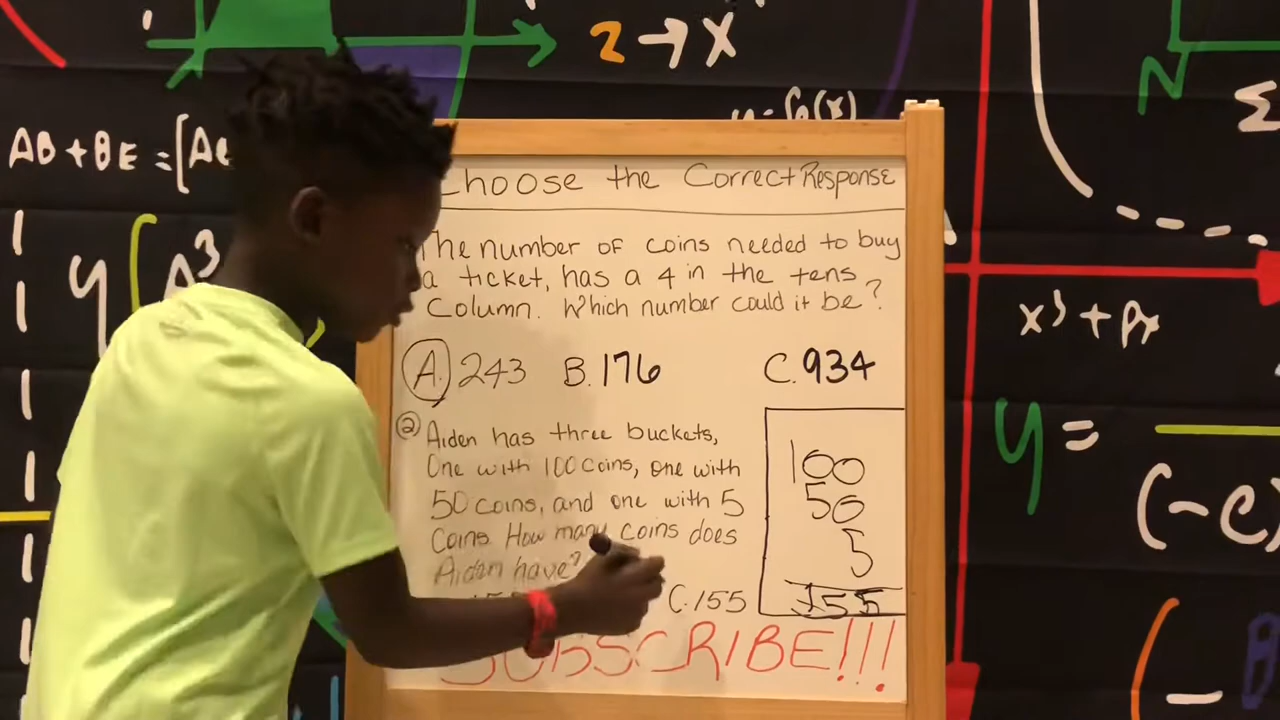 2 → X
AB + BE = [Ac
y
A³
N
Σ
x³ + px
y =
(-e
Choose the Correct Response
The number of coins needed to buy
a ticket, has a 4 in the tens
Column. Which number could it be?
A. 243 B. 176 C. 934
② Aiden has three buckets,
One with 100 coins, one with
50 coins, and one with 5
Coins. How many coins does
Aiden have?
C. 155
100
50
5
155
SUBSCRIBE!!!